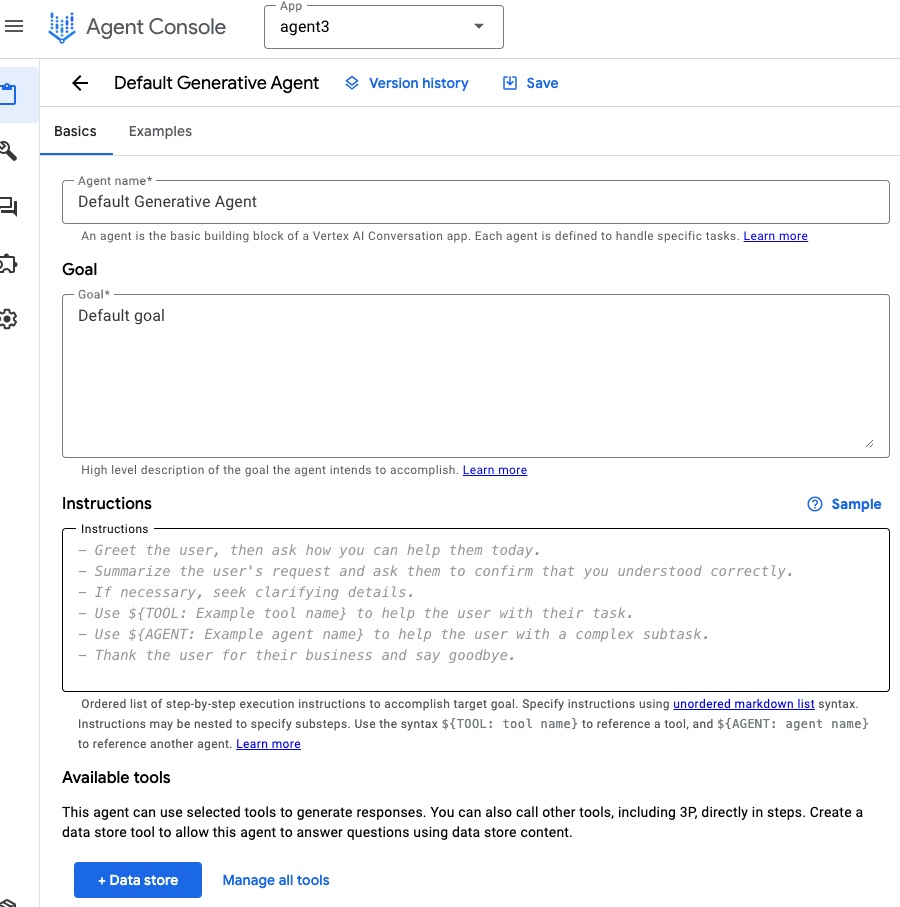 App
Agent Console
agent3
Default Generative Agent
Version history
Save
Basics
Examples
Agent name*
Default Generative Agent
An agent is the basic building block of a Vertex AI Conversation app. Each agent is defined to handle specific tasks. Learn more
Goal
Goal*
Default goal
High level description of the goal the agent intends to accomplish. Learn more
Instructions
Sample
Instructions
– Greet the user, then ask how you can help them today.
– Summarize the user's request and ask them to confirm that you understood correctly.
– If necessary, seek clarifying details.
– Use ${TOOL: Example tool name} to help the user with their task.
– Use ${AGENT: Example agent name} to help the user with a complex subtask.
– Thank the user for their business and say goodbye.
Ordered list of step-by-step execution instructions to accomplish target goal. Specify instructions using unordered markdown list syntax.
Instructions may be nested to specify substeps. Use the syntax ${TOOL: tool name} to reference a tool, and ${AGENT: agent name}
to reference another agent. Learn more
Available tools
This agent can use selected tools to generate responses. You can also call other tools, including 3P, directly in steps. Create a
data store tool to allow this agent to answer questions using data store content.
+ Data store
Manage all tools